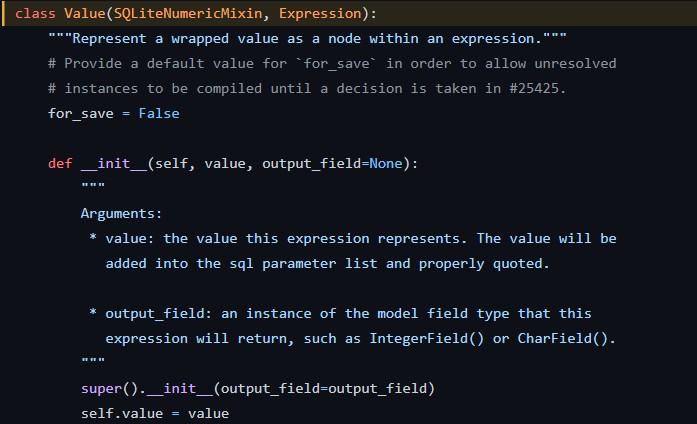 class Value(SQLiteNumericMixin, Expression):
    """Represent a wrapped value as a node within an expression."""
    # Provide a default value for `for_save` in order to allow unresolved
    # instances to be compiled until a decision is taken in #25425.
    for_save = False

    def __init__(self, value, output_field=None):
        """
        Arguments:
         * value: the value this expression represents. The value will be
           added into the sql parameter list and properly quoted.

         * output_field: an instance of the model field type that this
           expression will return, such as IntegerField() or CharField().
        """
        super().__init__(output_field=output_field)
        self.value = value